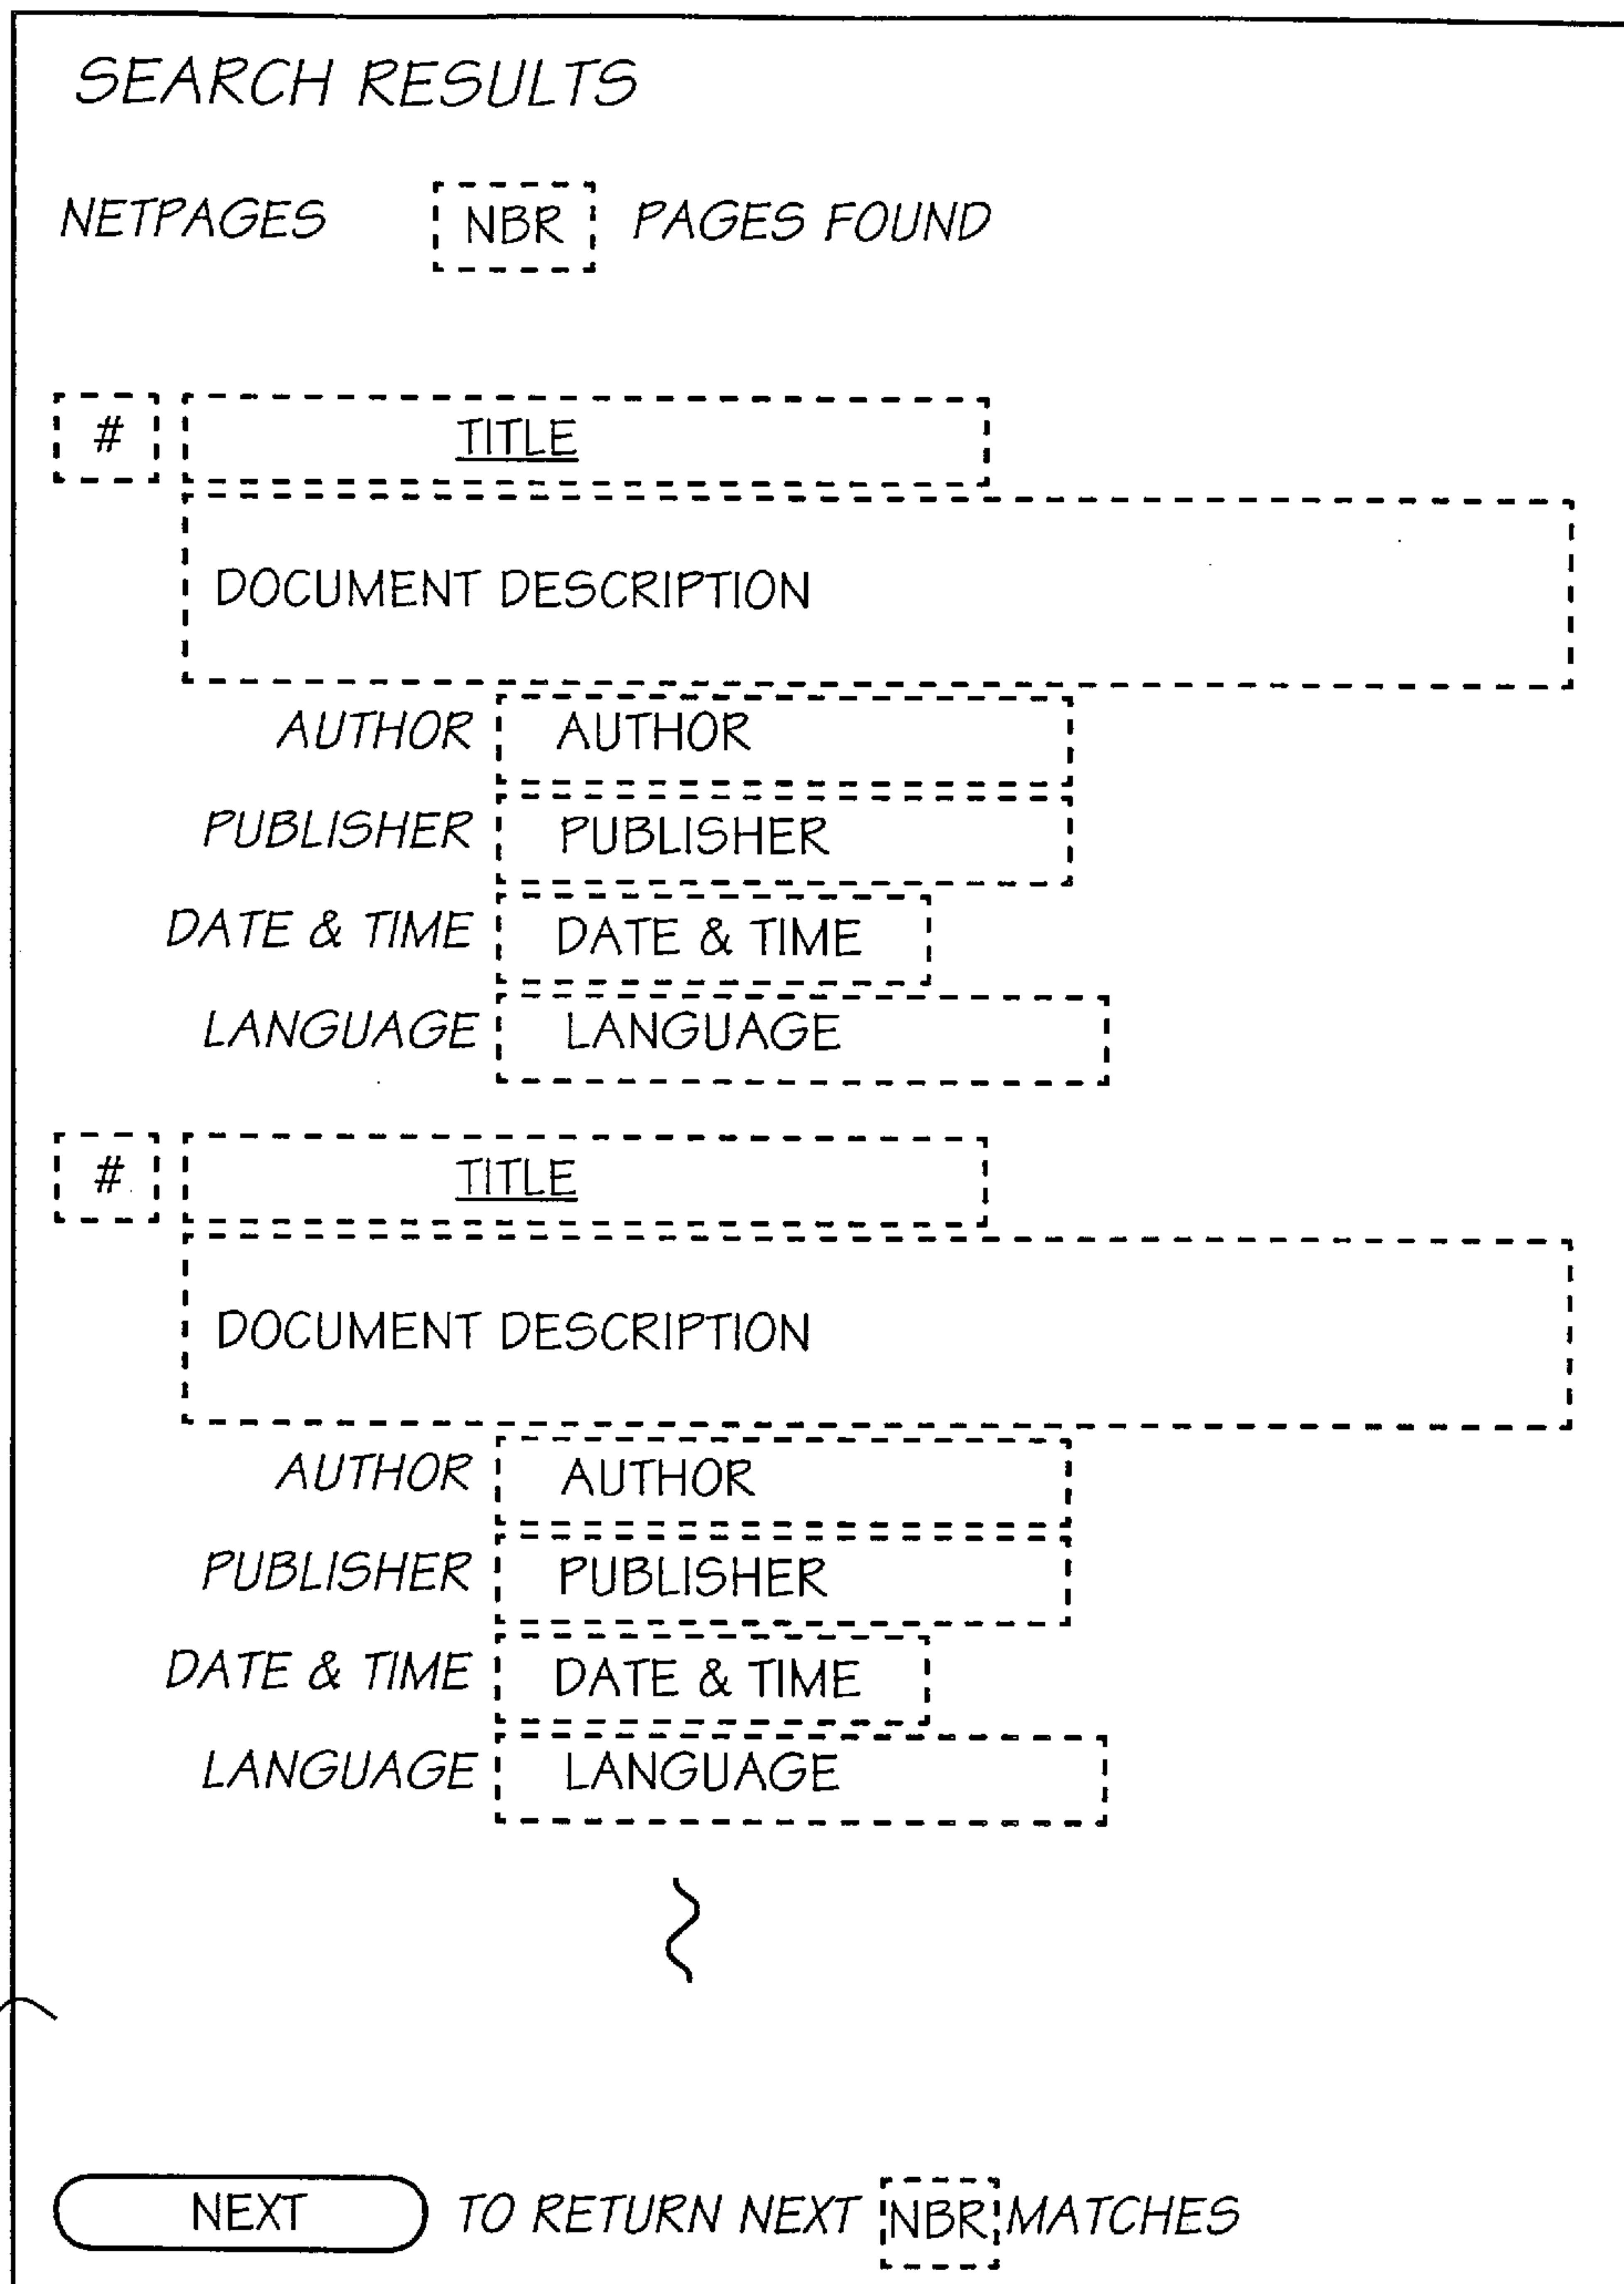 SEARCH RESULTS
NETPAGES NBR PAGES FOUND
# TITLE
DOCUMENT DESCRIPTION
AUTHOR AUTHOR
PUBLISHER PUBLISHER
DATE & TIME DATE & TIME
LANGUAGE LANGUAGE
# TITLE
DOCUMENT DESCRIPTION
AUTHOR AUTHOR
PUBLISHER PUBLISHER
DATE & TIME DATE & TIME
LANGUAGE LANGUAGE
NEXT TO RETURN NEXT NBR MATCHES